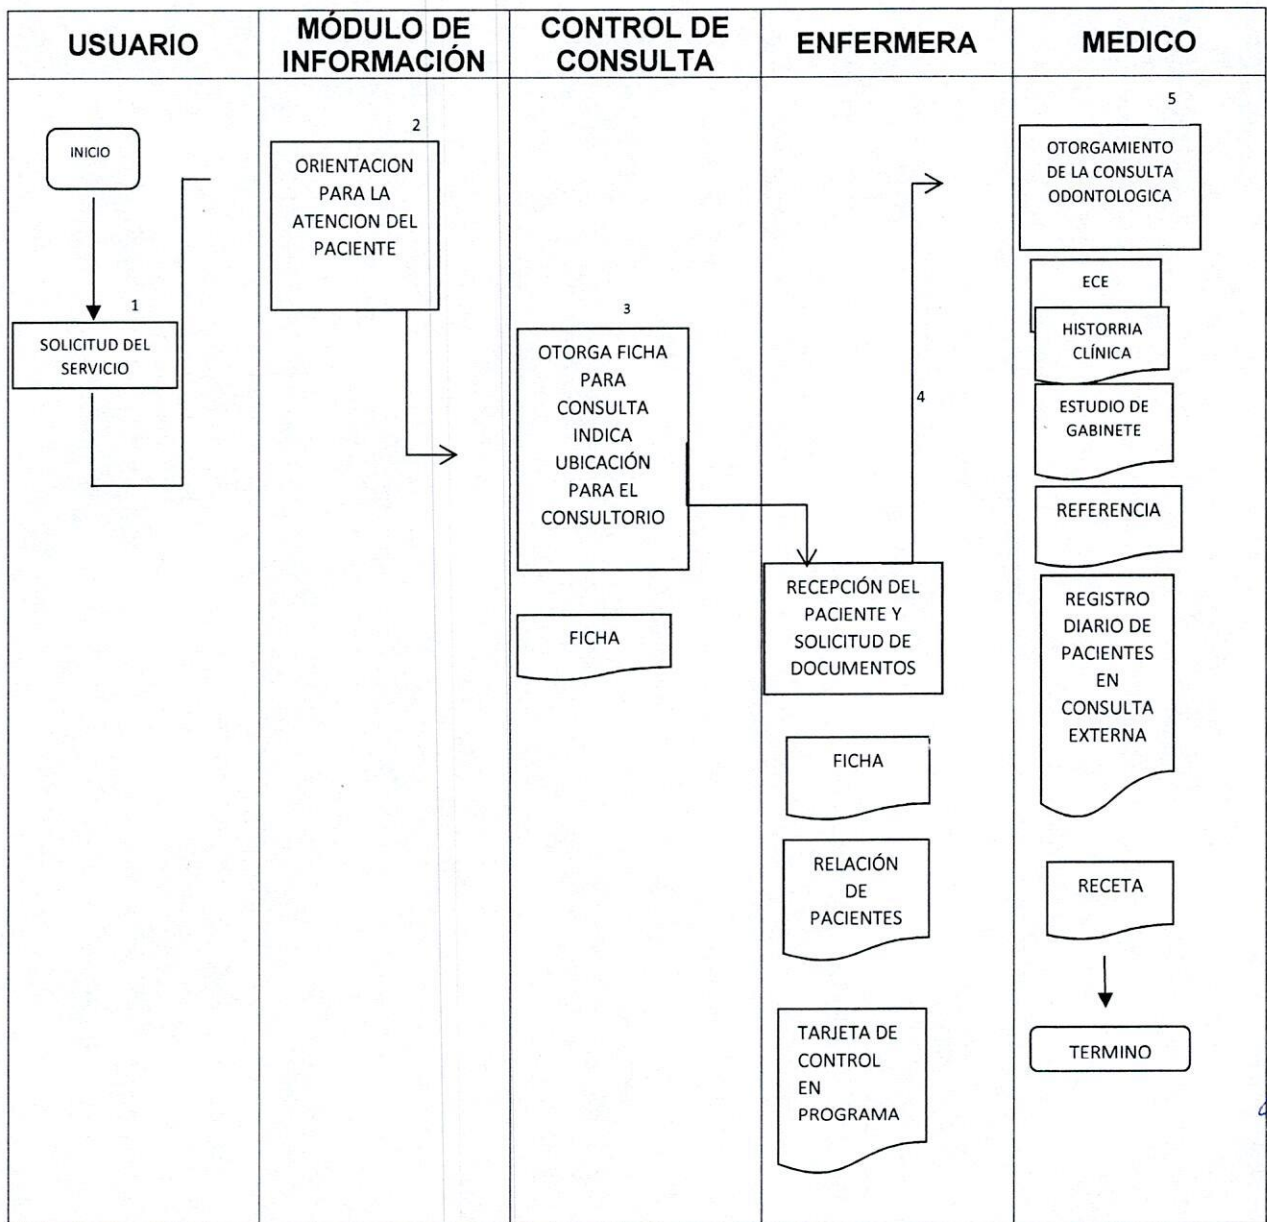 USUARIO
MÓDULO DE
INFORMACIÓN
CONTROL DE
CONSULTA
ENFERMERA
MEDICO
INICIO
1
SOLICITUD DEL
SERVICIO
2
ORIENTACION
PARA LA
ATENCION DEL
PACIENTE
3
OTORGA FICHA
PARA
CONSULTA
INDICA
UBICACIÓN
PARA EL
CONSULTORIO
FICHA
4
RECEPCIÓN DEL
PACIENTE Y
SOLICITUD DE
DOCUMENTOS
FICHA
RELACIÓN
DE
PACIENTES
TARJETA DE
CONTROL
EN
PROGRAMA
5
OTORGAMIENTO
DE LA CONSULTA
ODONTOLOGICA
ECE
HISTORRIA
CLÍNICA
ESTUDIO DE
GABINETE
REFERENCIA
REGISTRO
DIARIO DE
PACIENTES
EN
CONSULTA
EXTERNA
RECETA
TERMINO